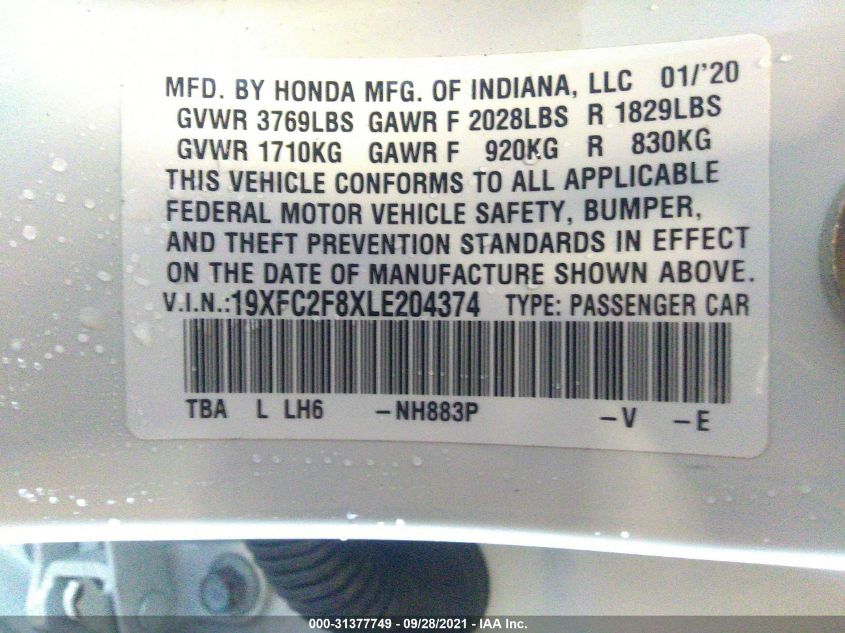 MFD. BY HONDA MFG. OF INDIANA, LLC 01/'20
GVWR 3769LBS GAWR F 2028LBS R 1829LBS
GVWR 1710KG GAWR F 920KG R 830KG
THIS VEHICLE CONFORMS TO ALL APPLICABLE
FEDERAL MOTOR VEHICLE SAFETY, BUMPER,
AND THEFT PREVENTION STANDARDS IN EFFECT
ON THE DATE OF MANUFACTURE SHOWN ABOVE.
V.I.N.:19XFC2F8XLE204374 TYPE: PASSENGER CAR
TBA L LH6 -NH883P -V -E
000-31377749 - 09/28/2021 - IAA Inc.